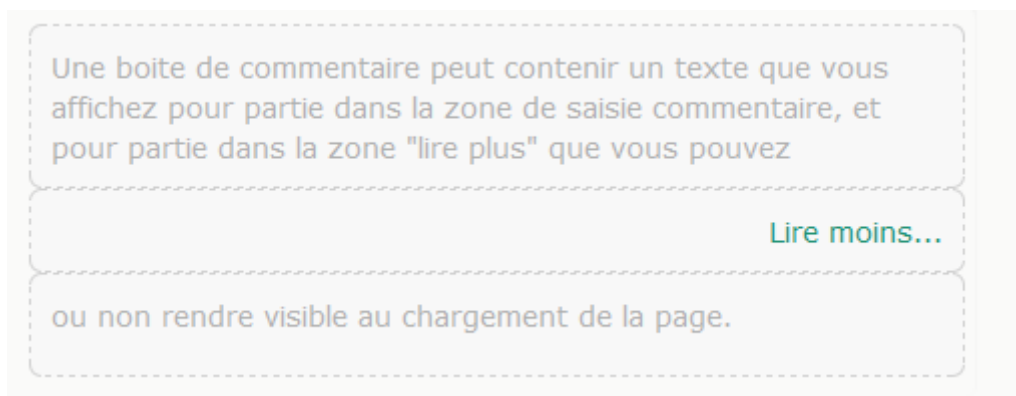 Une boite de commentaire peut contenir un texte que vous
affichez pour partie dans la zone de saisie commentaire, et
pour partie dans la zone "lire plus" que vous pouvez
Lire moins...
ou non rendre visible au chargement de la page.